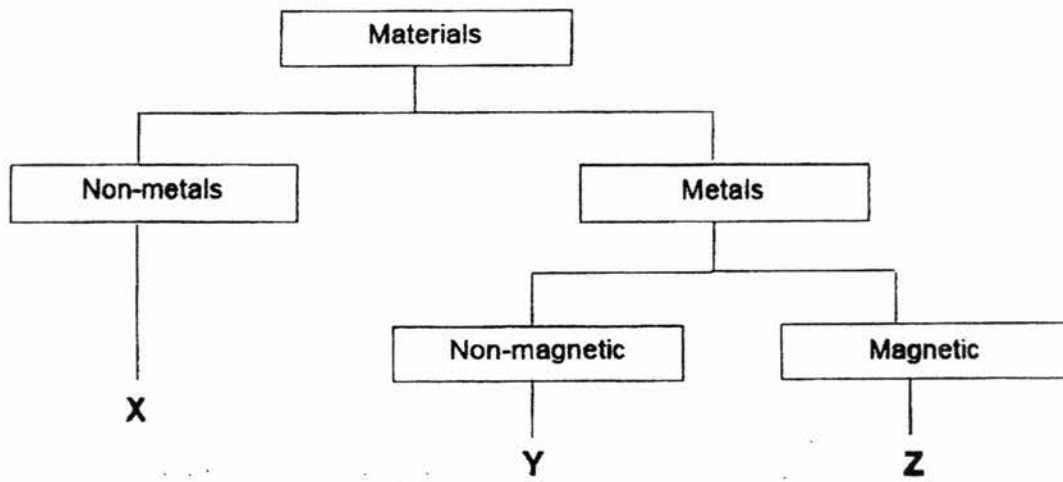 Materials
Non-metals
Metals
Non-magnetic
Magnetic
X
Y
Z